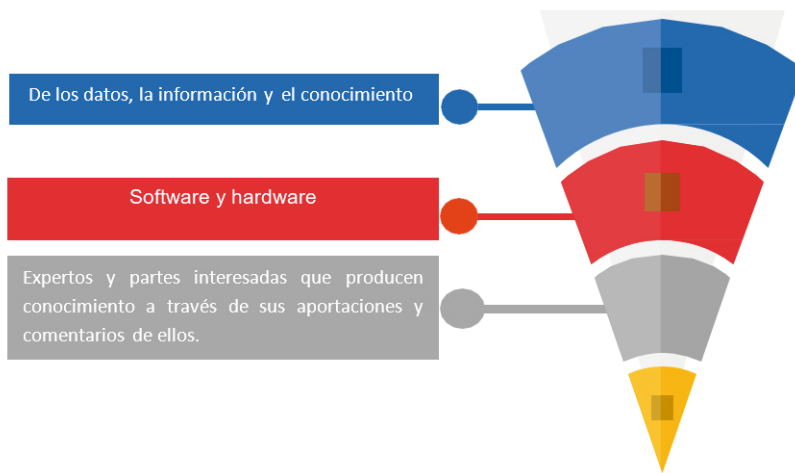 De los datos, la información y el conocimiento
Software y hardware
Expertos y partes interesadas que producen
conocimiento a través de sus aportaciones y
comentarios de ellos.